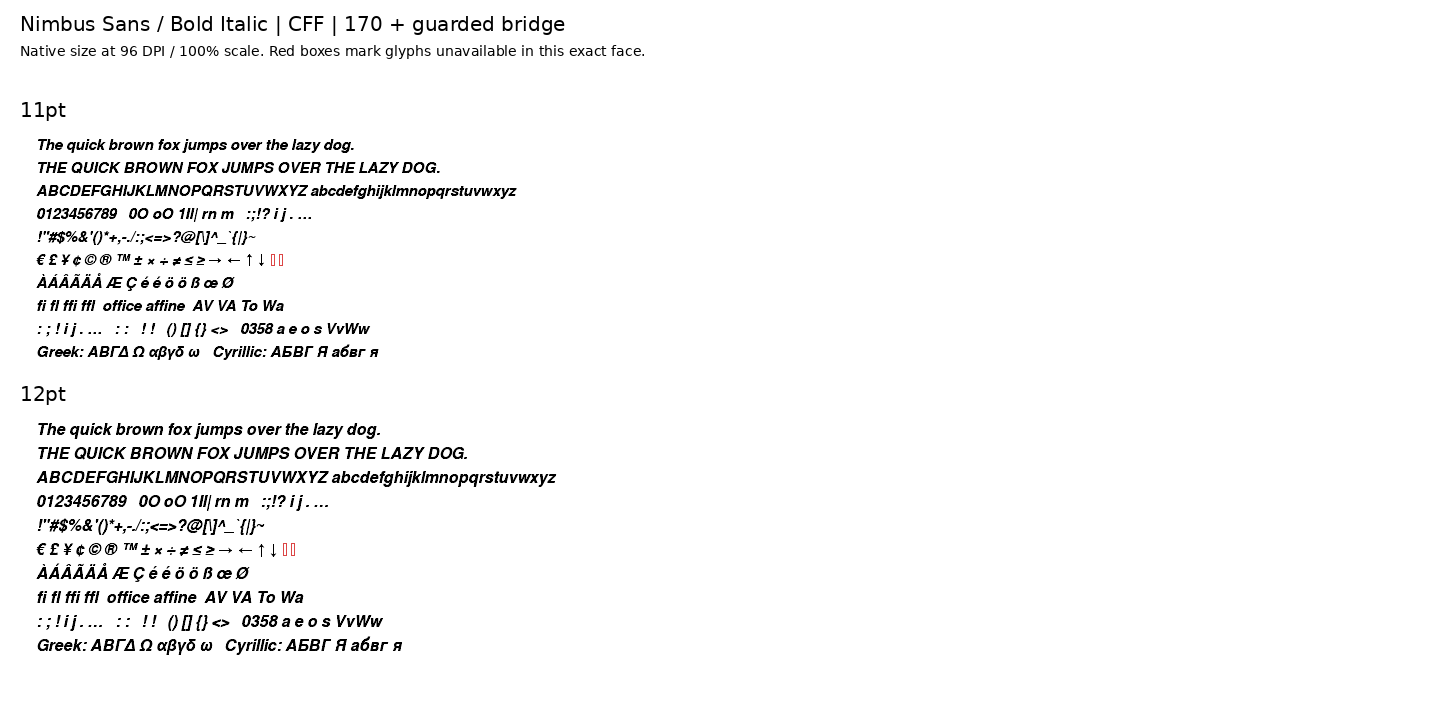 Nimbus Sans / Bold Italic | CFF | 170 + guarded bridge
Native size at 96 DPI / 100% scale. Red boxes mark glyphs unavailable in this exact face.
11pt
The quick brown fox jumps over the lazy dog.
THE QUICK BROWN FOX JUMPS OVER THE LAZY DOG.
ABCDEFGHIJKLMNOPQRSTUVWXYZ abcdefghijklmnopqrstuvwxyz
0123456789 0O oO 1Il| rn m :;!? i j . …
!"#$%&'()*+,-./:;<=>?@[\]^_`{|}~
€ £ ¥ ¢ © ® ™ ± × ÷ ≠ ≤ ≥ → ← ↑ ↓
ÀÁÂÃÄÅ Æ Ç é é ö ö ß œ Ø
fi fl ffi ffl office affine AV VA To Wa
: ; ! i j . … : : ! ! () [] {} <> 0358 a e o s VvWw
Greek: ΑΒΓΔ Ω αβγδ ω Cyrillic: АБВГ Я абвг я
12pt
The quick brown fox jumps over the lazy dog.
THE QUICK BROWN FOX JUMPS OVER THE LAZY DOG.
ABCDEFGHIJKLMNOPQRSTUVWXYZ abcdefghijklmnopqrstuvwxyz
0123456789 0O oO 1Il| rn m :;!? i j . …
!"#$%&'()*+,-./:;<=>?@[\]^_`{|}~
€ £ ¥ ¢ © ® ™ ± × ÷ ≠ ≤ ≥ → ← ↑ ↓
ÀÁÂÃÄÅ Æ Ç é é ö ö ß œ Ø
fi fl ffi ffl office affine AV VA To Wa
: ; ! i j . … : : ! ! () [] {} <> 0358 a e o s VvWw
Greek: ΑΒΓΔ Ω αβγδ ω Cyrillic: АБВГ Я абвг я